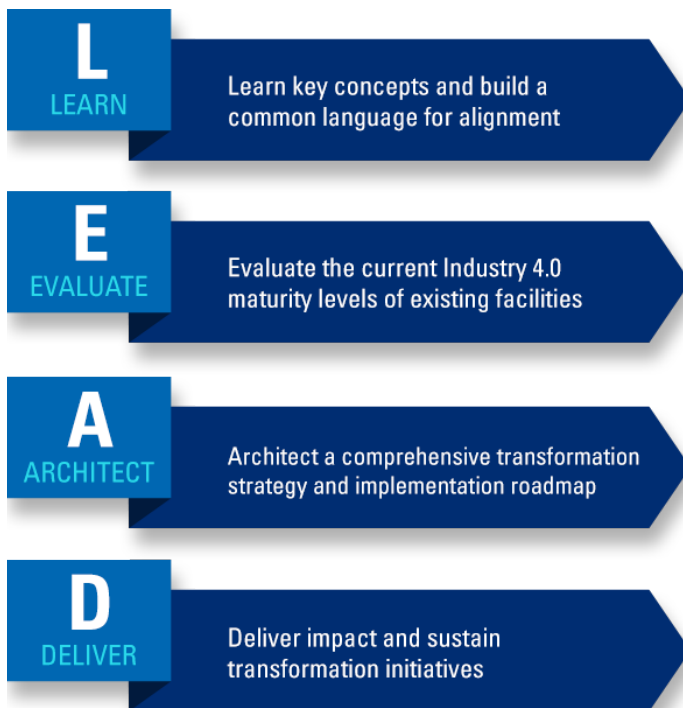 L
LEARN
Learn key concepts and build a
common language for alignment
E
EVALUATE
Evaluate the current Industry 4.0
maturity levels of existing facilities
A
ARCHITECT
Architect a comprehensive transformation
strategy and implementation roadmap
D
DELIVER
Deliver impact and sustain
transformation initiatives